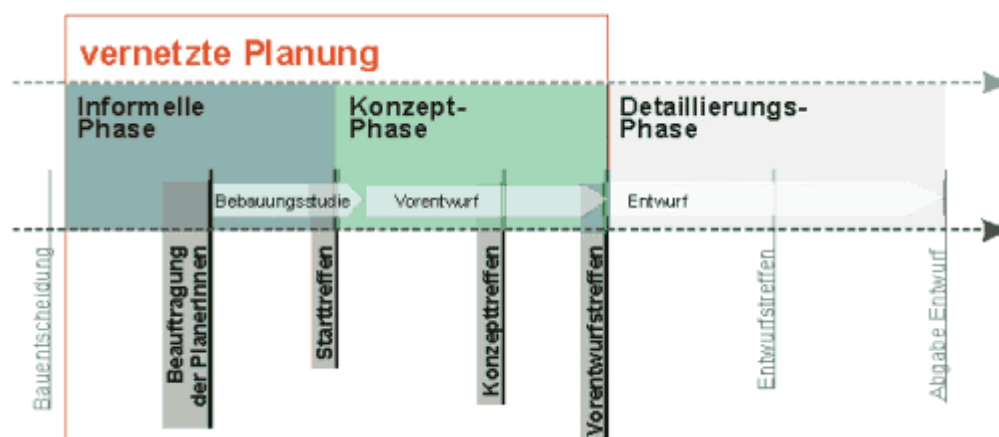 vernetzte Planung
Informelle
Phase
Konzept-
Phase
Detaillierungs-
Phase
Bebauungsstudie
Vorentwurf
Entwurf
Bauentscheidung
Beauftragung
der PlanerInnen
Starttreffen
Konzepttreffen
Vorentwurfstreffen
Entwurfstreffen
Abgabe Entwurf